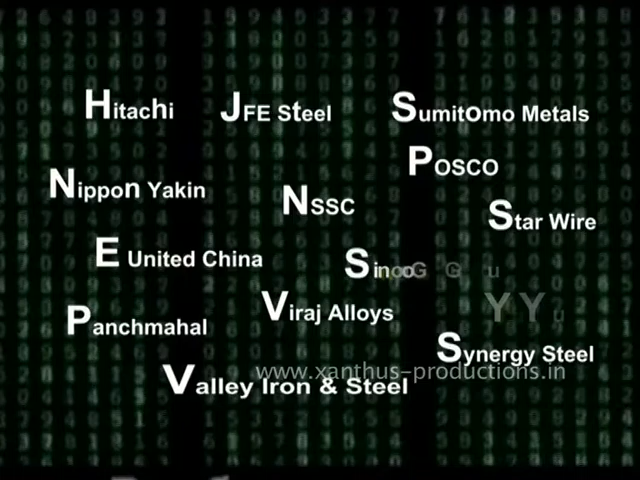 Hitachi
JFE Steel
Sumitomo Metals
Posco
Nippon Yakin
Nssc
Star Wire
E United China
Sin
Viraj Alloys
Panchmahal
Synergy Steel
www.xanthus-productions.in
Valley Iron & Steel